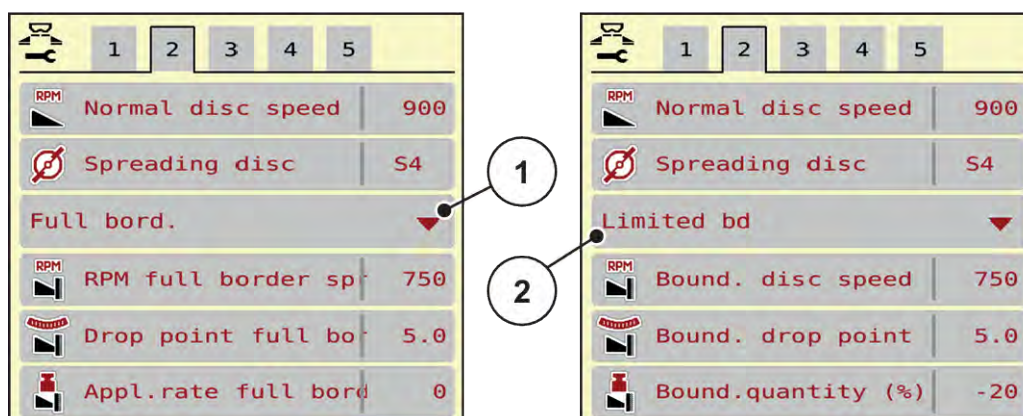 1 2 3 4 5
RPM Normal disc speed 900
Spreading disc S4
Full bord.
RPM RPM full border spr 750
Drop point full bor 5.0
Appl.rate full bord 0
1
2
1 2 3 4 5
RPM Normal disc speed 900
Spreading disc S4
Limited bd
RPM Bound. disc speed 750
Bound. drop point 5.0
Bound.quantity (%) -20